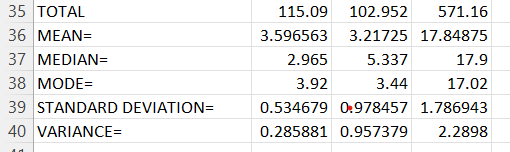 35 TOTAL 115.09 102.952 571.16
36 MEAN= 3.596563 3.21725 17.84875
37 MEDIAN= 2.965 5.337 17.9
38 MODE= 3.92 3.44 17.02
39 STANDARD DEVIATION= 0.534679 0.978457 1.786943
40 VARIANCE= 0.285881 0.957379 2.2898